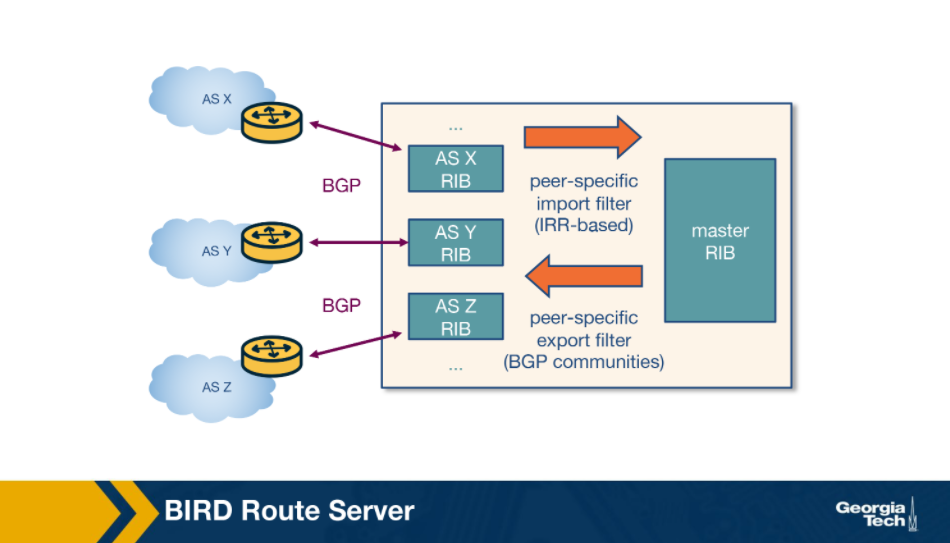 AS X
...
AS X
RIB
BGP
peer-specific
import filter
(IRR-based)
AS Y
AS Y
RIB
master
RIB
BGP
AS Z
RIB
peer-specific
export filter
(BGP communities)
...
AS Z
BIRD Route Server
Georgia
Tech